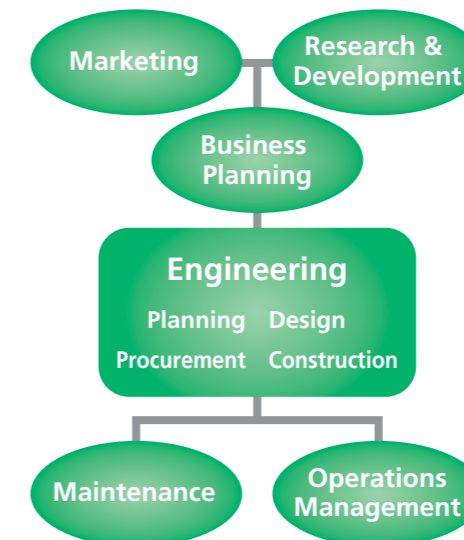 Marketing
Research &
Development
Business
Planning
Engineering
Planning Design
Procurement Construction
Maintenance
Operations
Management